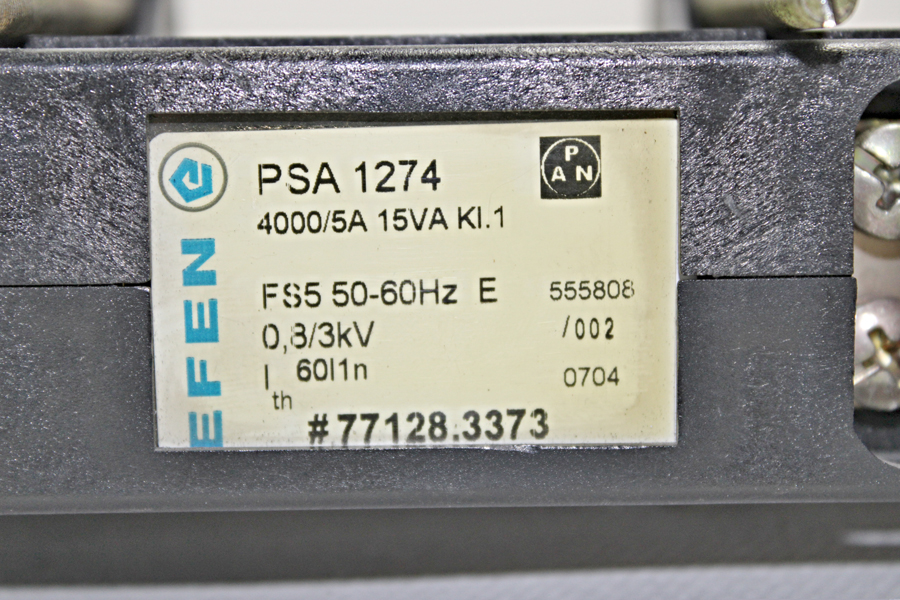 EFEN
PSA 1274
P
AN
4000/5A 15VA Kl.1
FS5 50-60Hz E 555808
0,8/3kV /002
I th 60I1n 0704
#77128.3373